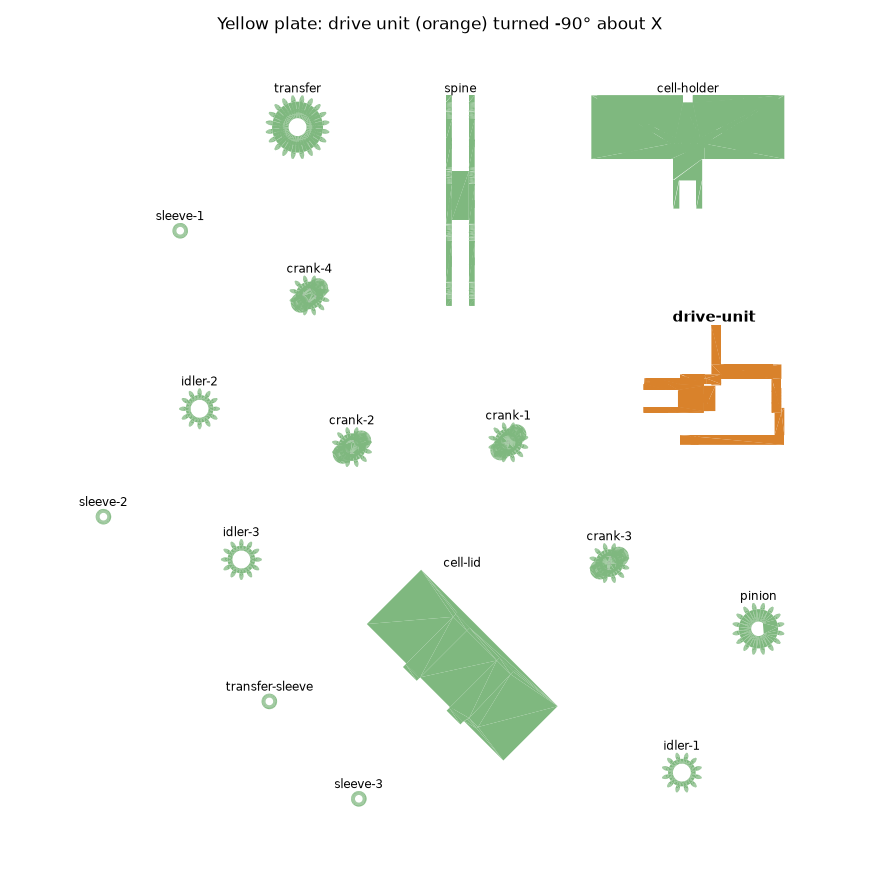 Yellow plate: drive unit (orange) turned -90° about X
transfer
spine
cell-holder
sleeve-1
crank-4
drive-unit
idler-2
crank-2
crank-1
sleeve-2
idler-3
crank-3
cell-lid
pinion
transfer-sleeve
idler-1
sleeve-3